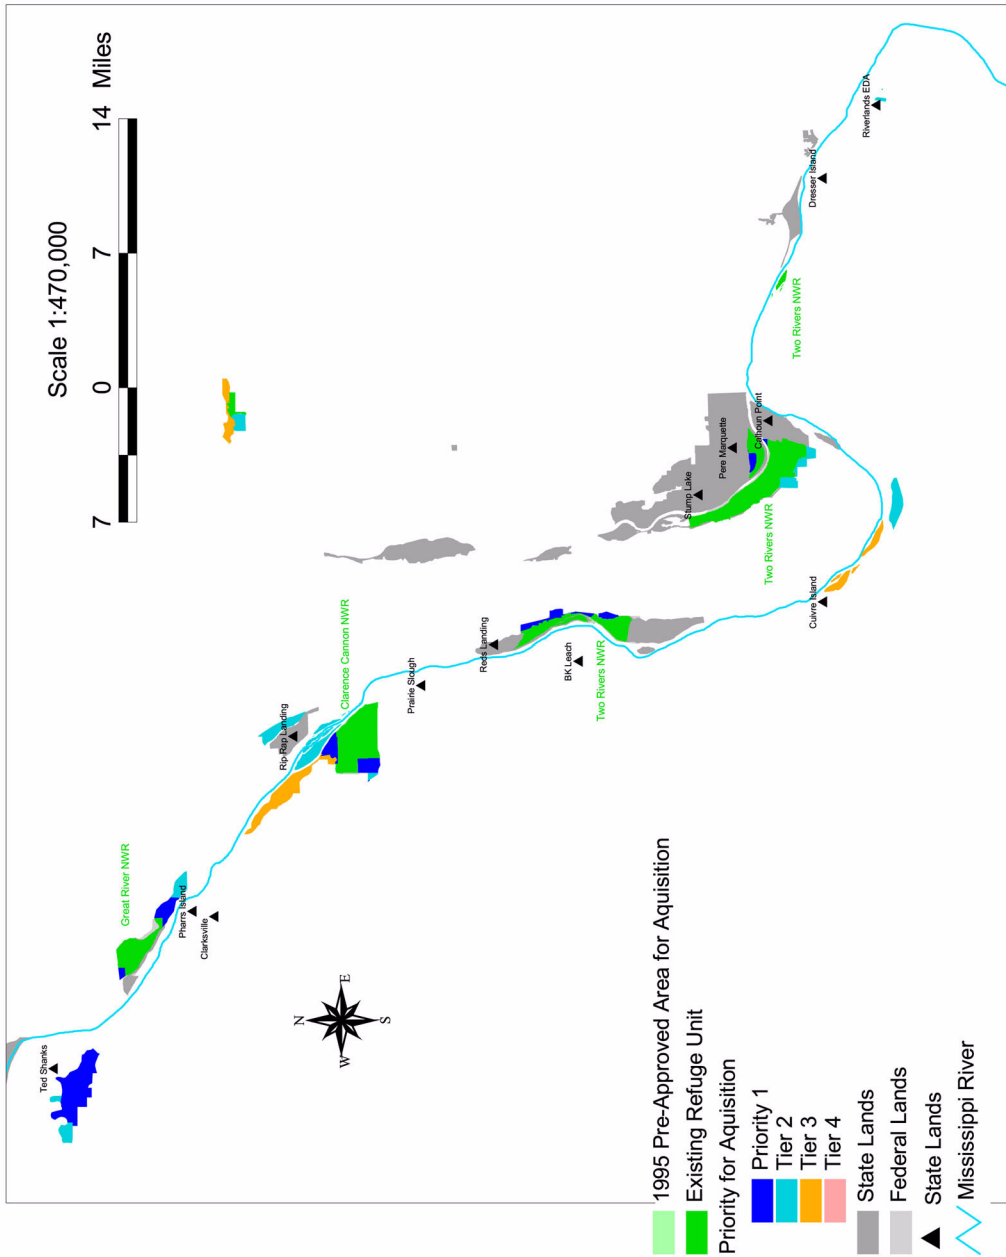 Scale 1:470,000
7 0 7 14 Miles
Ted Shanks
Great River NWR
Pharrs Island
Clarksville
Rip Rap Landing
Clarence Cannon NWR
Prairie Slough
Reds Landing
BK Leach
Two Rivers NWR
Stump Lake
Pere Marquette
Calhoun Point
Two Rivers NWR
Cuivre Island
Two Rivers NWR
Dresser Island
Riverlands EDA
N
W E
S
1995 Pre-Approved Area for Aquisition
Existing Refuge Unit
Priority for Aquisition
Priority 1
Tier 2
Tier 3
Tier 4
State Lands
Federal Lands
State Lands
Mississippi River